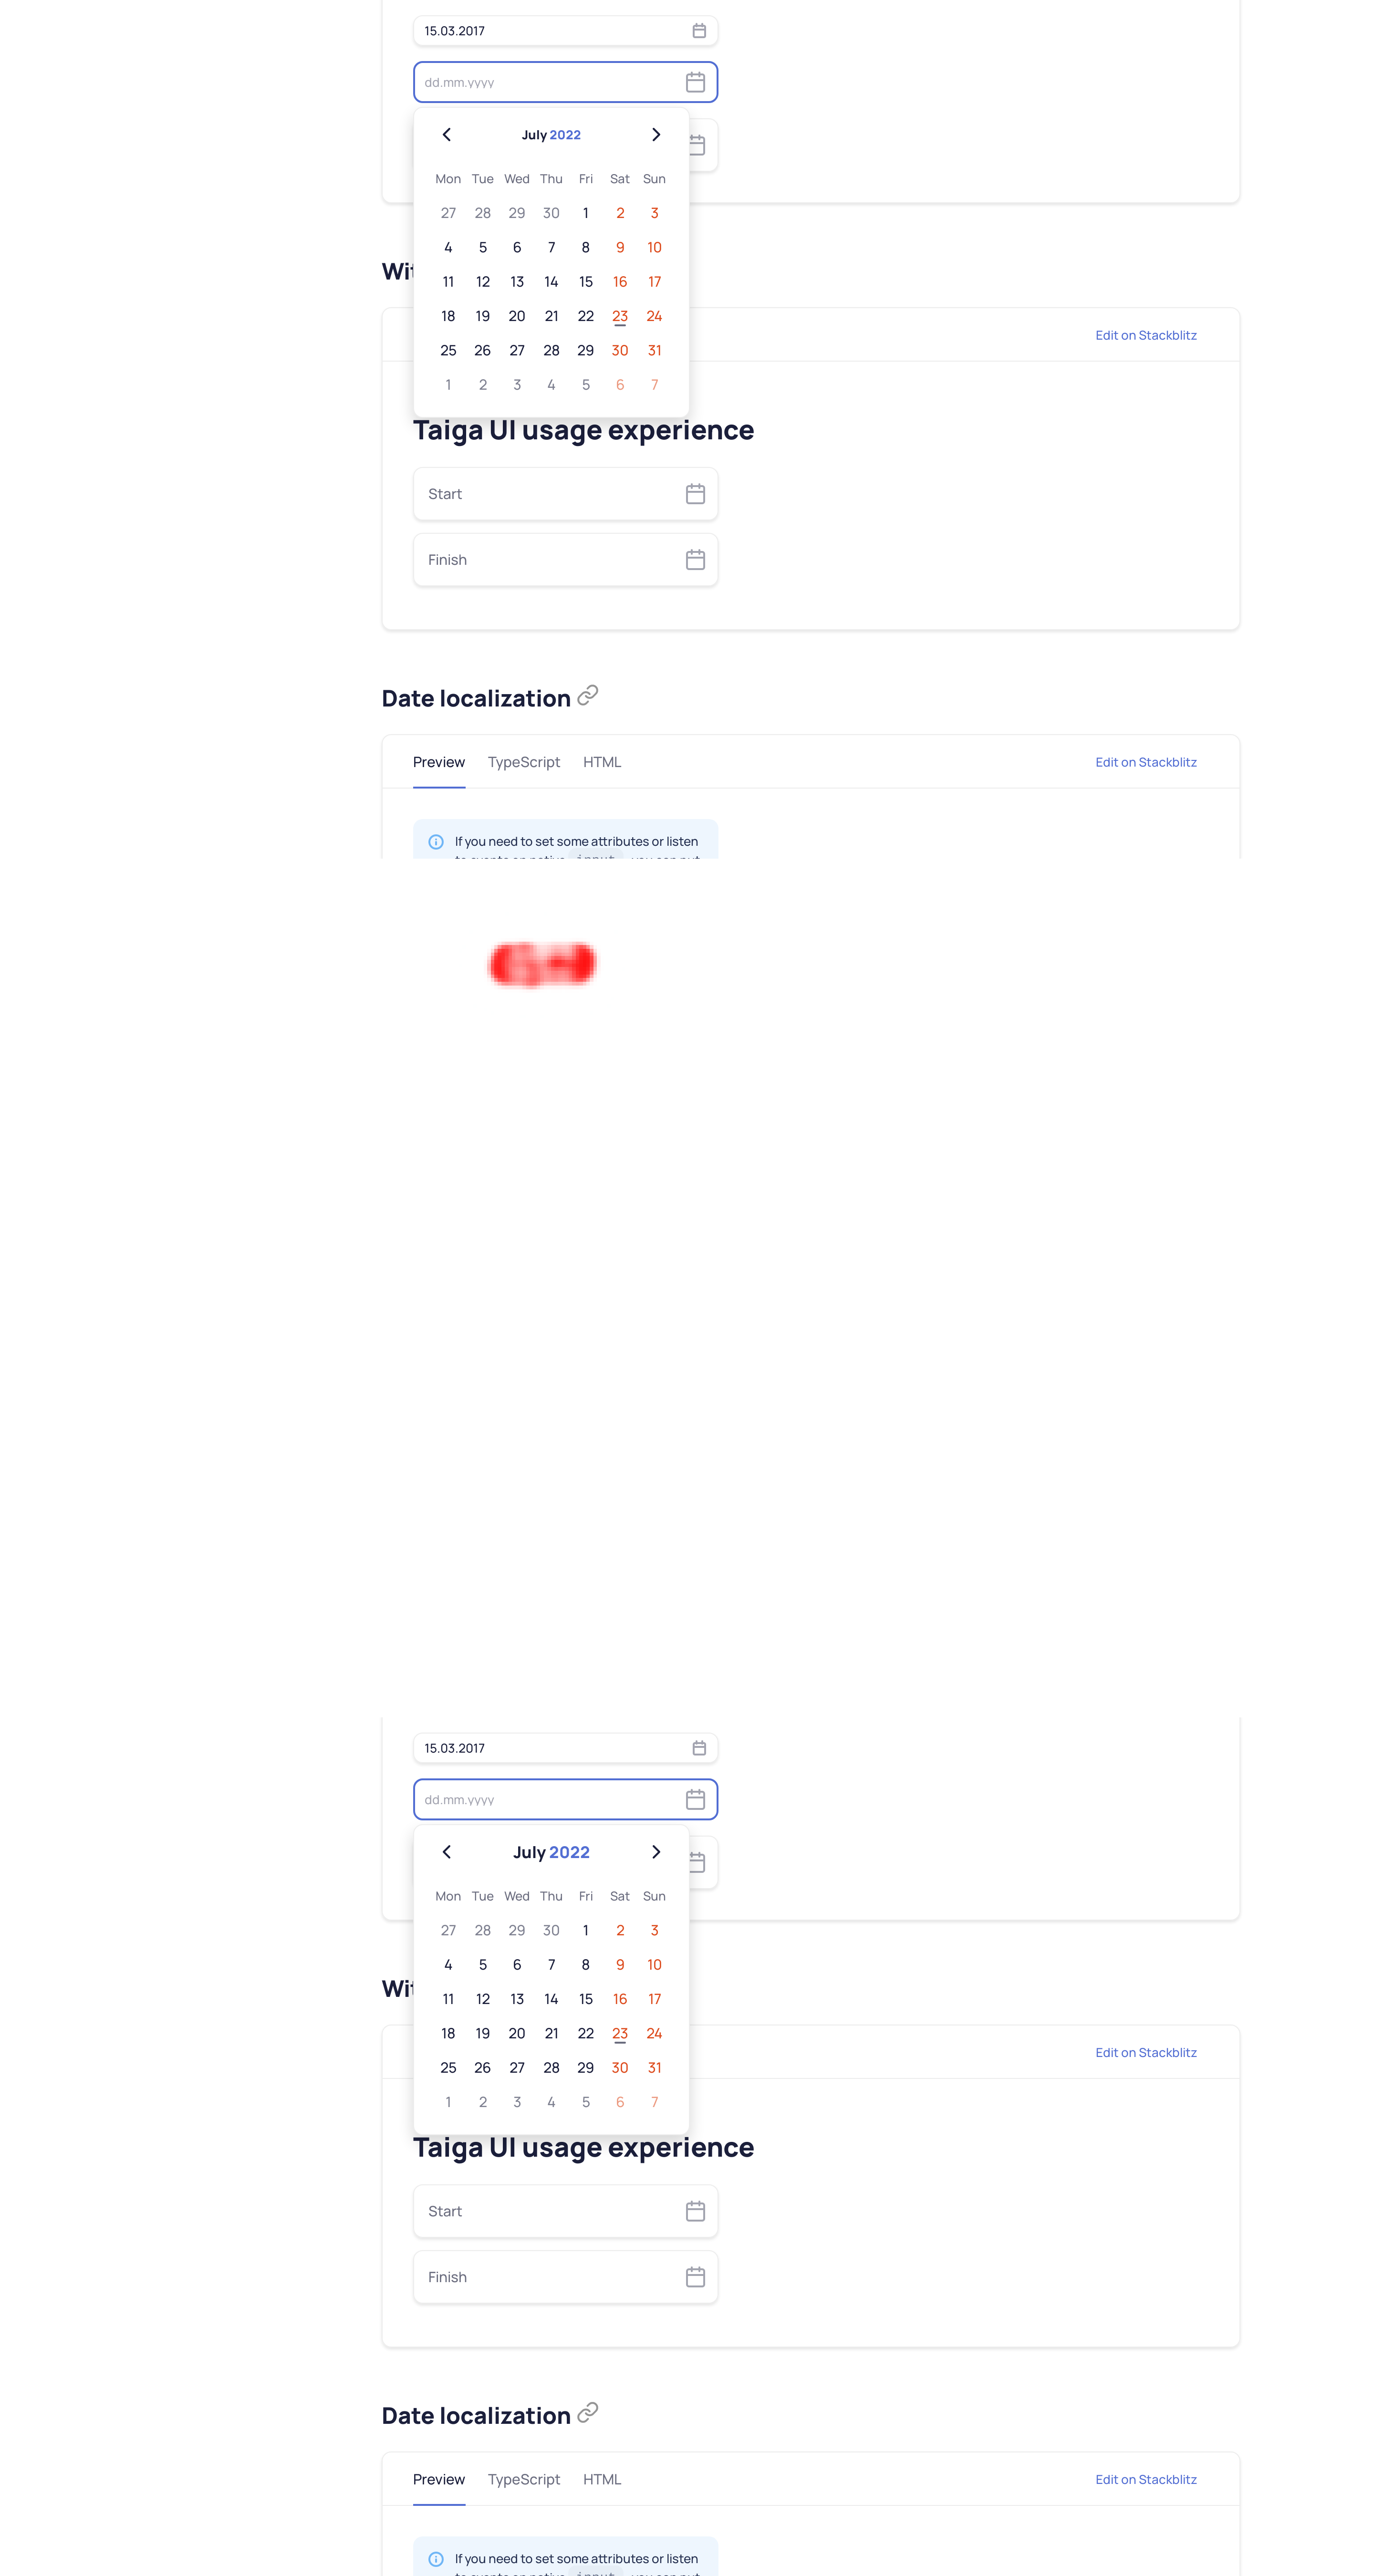 15.03.2017
dd.mm.yyyy
July 2022
Mon Tue Wed Thu Fri Sat Sun
27 28 29 30 1 2 3
4 5 6 7 8 9 10
11 12 13 14 15 16 17
18 19 20 21 22 23 24
25 26 27 28 29 30 31
1 2 3 4 5 6 7
Edit on Stackblitz
Taiga UI usage experience
Start
Finish
Date localization
Preview TypeScript HTML
Edit on Stackblitz
If you need to set some attributes or listen
15.03.2017
dd.mm.yyyy
July 2022
Mon Tue Wed Thu Fri Sat Sun
27 28 29 30 1 2 3
4 5 6 7 8 9 10
11 12 13 14 15 16 17
18 19 20 21 22 23 24
25 26 27 28 29 30 31
1 2 3 4 5 6 7
Edit on Stackblitz
Taiga UI usage experience
Start
Finish
Date localization
Preview TypeScript HTML
Edit on Stackblitz
If you need to set some attributes or listen